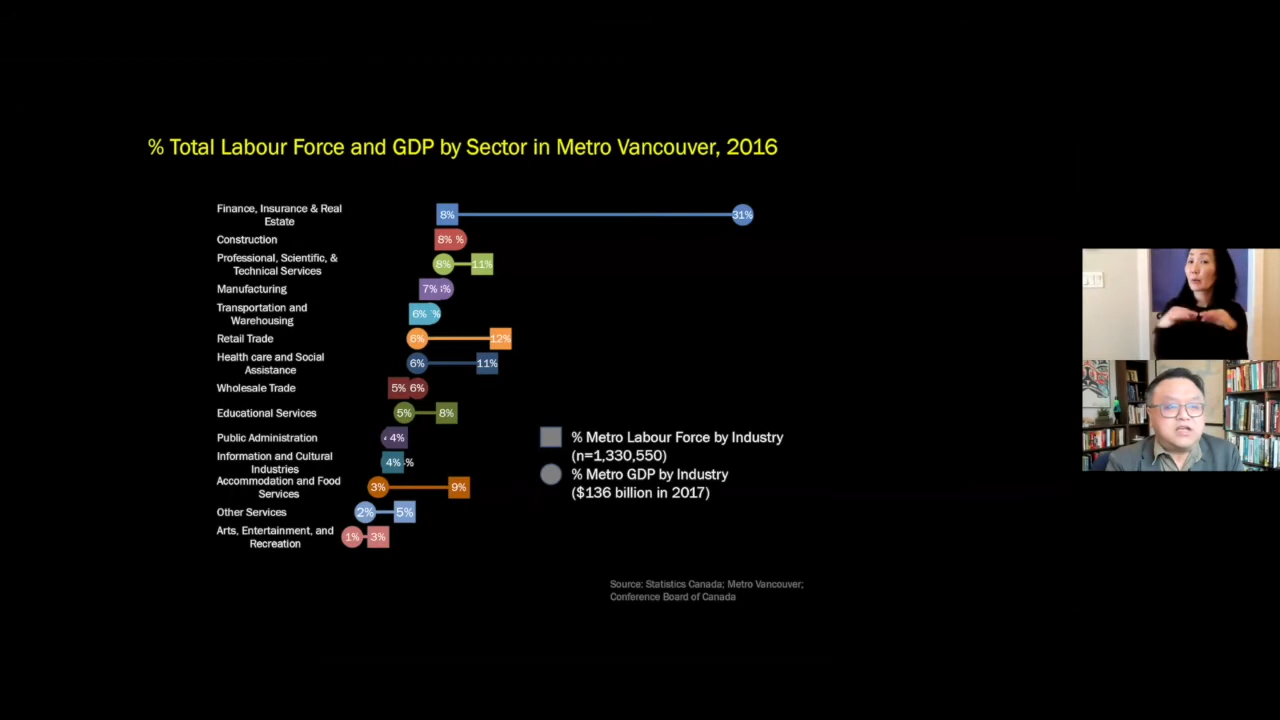 % Total Labour Force and GDP by Sector in Metro Vancouver, 2016
Finance, Insurance & Real
Estate
8% 31%
Construction
8% %
Professional, Scientific, &
Technical Services
8% 11%
Manufacturing
7% %
Transportation and
Warehousing
6% %
Retail Trade
6% 12%
Health care and Social
Assistance
6% 11%
Wholesale Trade
5% 6%
Educational Services
5% 8%
Public Administration
4%
Information and Cultural
Industries
4% %
Accommodation and Food
Services
3% 9%
Other Services
2% 5%
Arts, Entertainment, and
Recreation
1% 3%
% Metro Labour Force by Industry
(n=1,330,550)
% Metro GDP by Industry
($136 billion in 2017)
Source: Statistics Canada; Metro Vancouver;
Conference Board of Canada